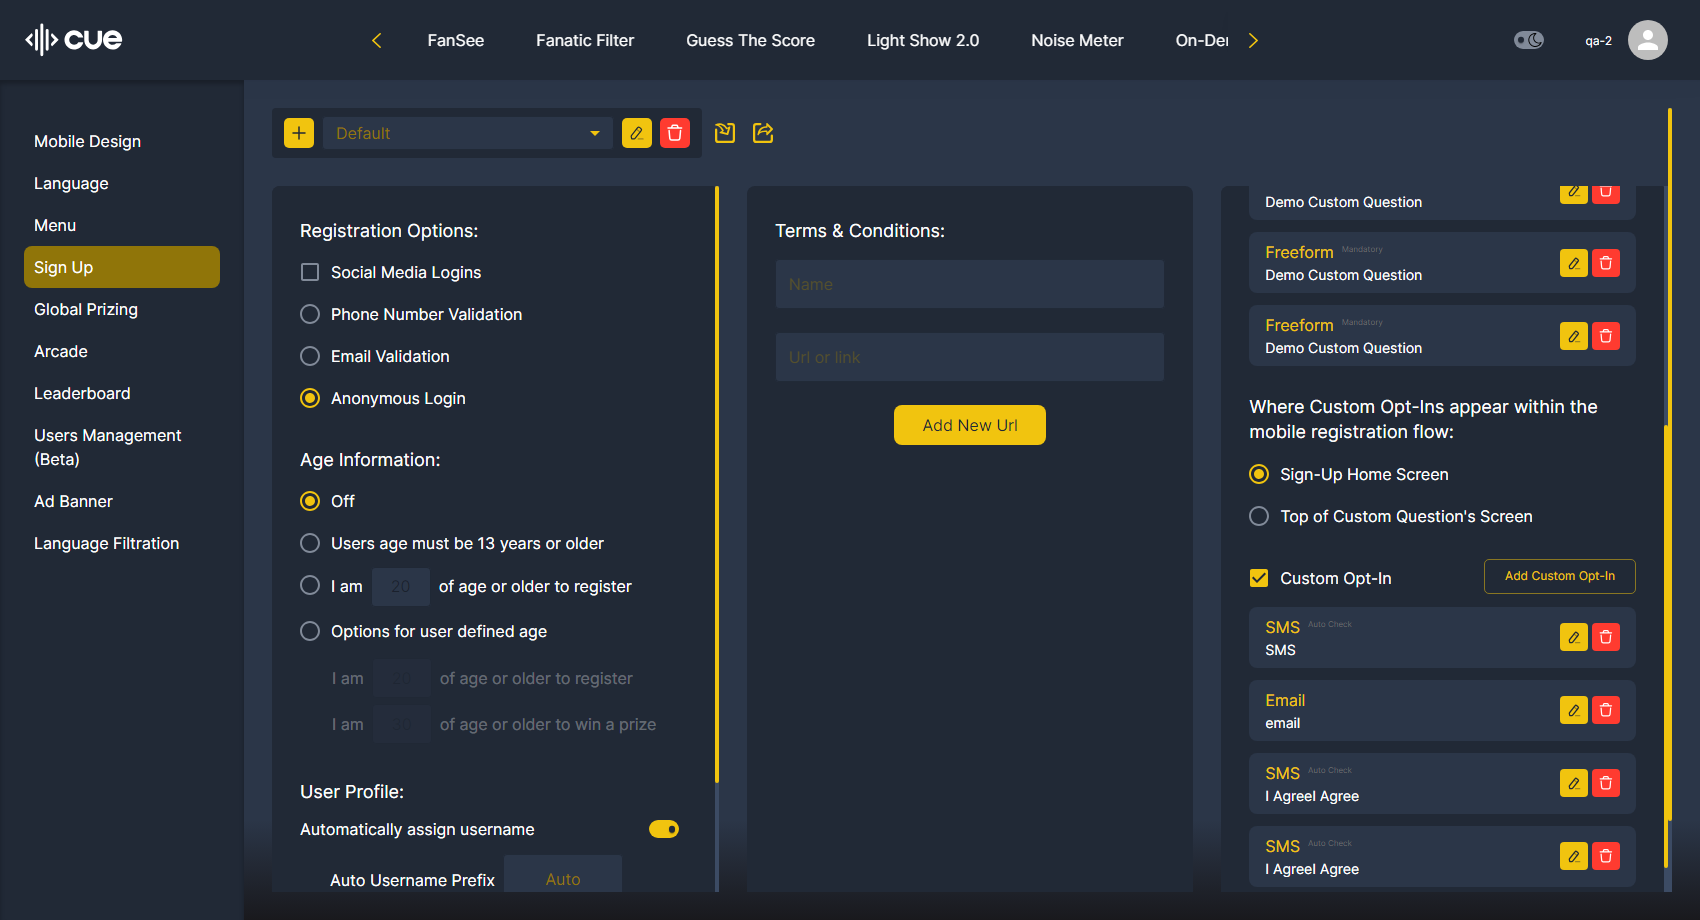 cue
FanSee
Fanatic Filter
Guess The Score
Light Show 2.0
Noise Meter
On-Der
qa-2
Mobile Design
Language
Menu
Sign Up
Global Prizing
Arcade
Leaderboard
Users Management
(Beta)
Ad Banner
Language Filtration
Default
Registration Options:
Social Media Logins
Phone Number Validation
Email Validation
Anonymous Login
Age Information:
Off
Users age must be 13 years or older
I am 20 of age or older to register
Options for user defined age
I am 20 of age or older to register
I am 30 of age or older to win a prize
User Profile:
Automatically assign username
Auto Username Prefix Auto
Terms & Conditions:
Name
Url or link
Add New Url
Demo Custom Question
Freeform Mandatory
Demo Custom Question
Freeform Mandatory
Demo Custom Question
Where Custom Opt-Ins appear within the
mobile registration flow:
Sign-Up Home Screen
Top of Custom Question's Screen
Custom Opt-In
Add Custom Opt-In
SMS Auto Check
SMS
Email
email
SMS Auto Check
I AgreeI Agree
SMS Auto Check
I AgreeI Agree